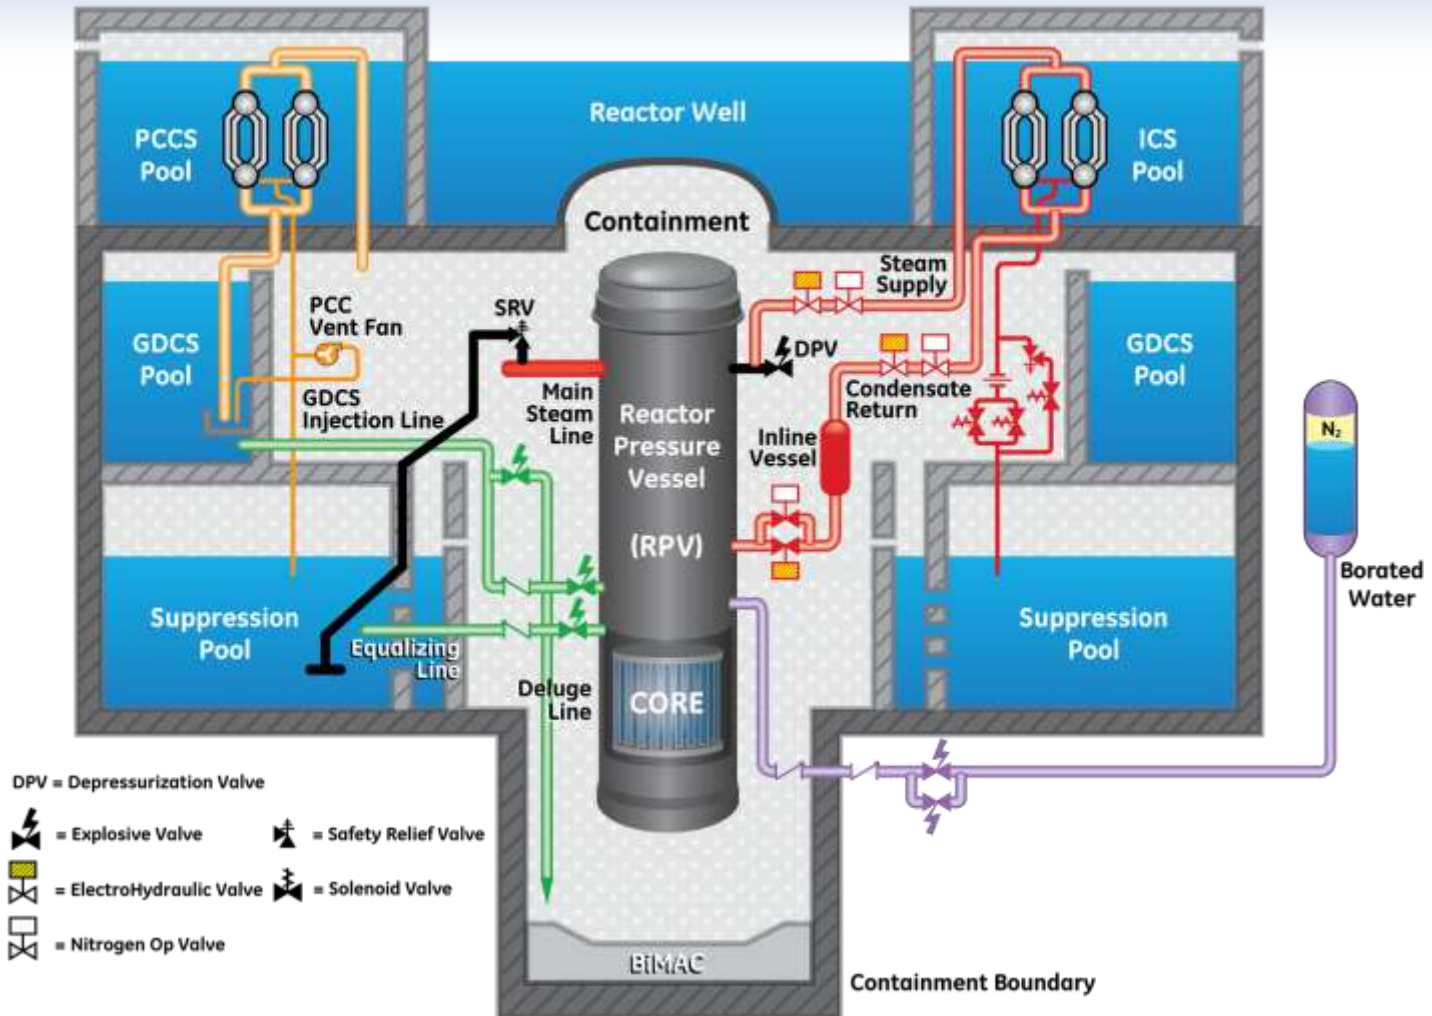 Reactor Well
PCCS
Pool
ICS
Pool
Containment
Steam
Supply
SRV
PCC
Vent Fan
GDCS
Pool
DPV
GDCS
Pool
GDCS
Injection Line
Main
Steam
Line
Reactor
Pressure
Vessel
(RPV)
Condensate
Return
Inline
Vessel
N2
Borated
Water
Suppression
Pool
Suppression
Pool
Equalizing
Line
Deluge
Line
CORE
DPV = Depressurization Valve
= Explosive Valve
= Safety Relief Valve
= ElectroHydraulic Valve
= Solenoid Valve
= Nitrogen Op Valve
BiMAC
Containment Boundary